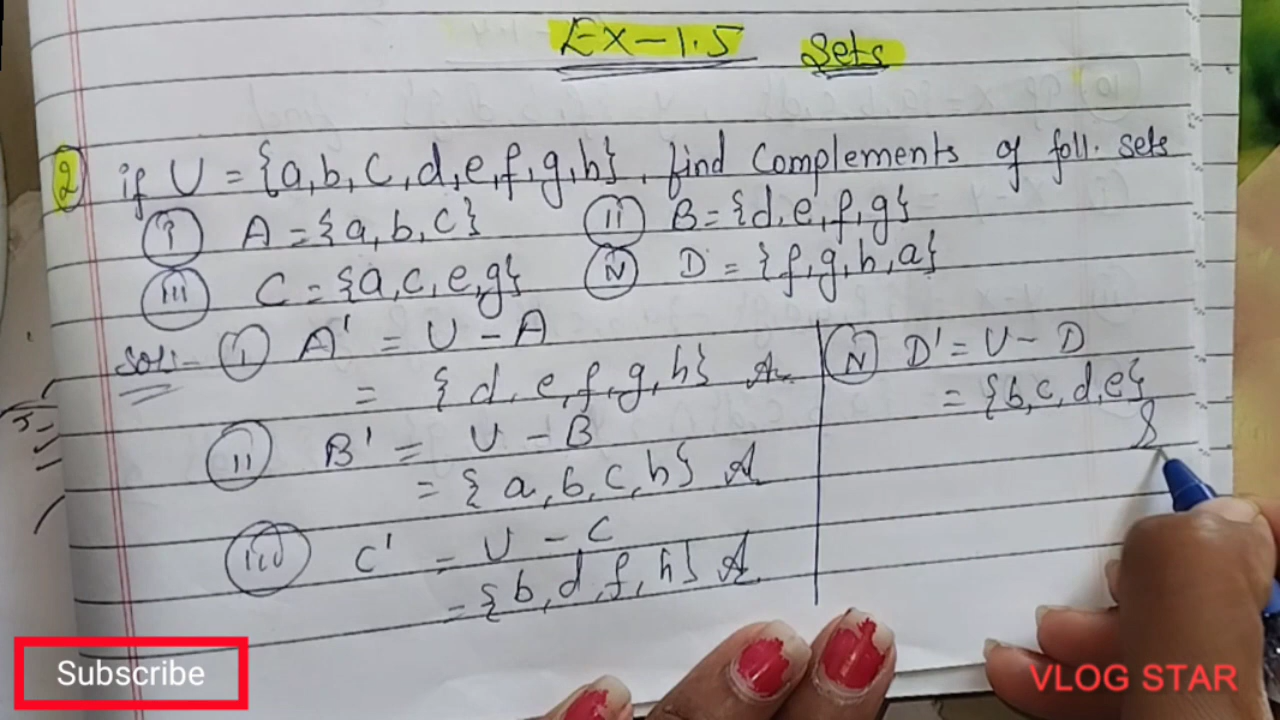 Ex-1.5 Sets
2 if U = {a, b, c, d, e, f, g, h}, find complements of foll. sets
(i) A = {a, b, c} (ii) B = {d, e, f, g}
(iii) C = {a, c, e, g} (iv) D = {f, g, h, a}
Sol:- (i) A' = U - A
= {d, e, f, g, h} A
(ii) B' = U - B
= {a, b, c, h} A
(iii) C' = U - C
= {b, d, f, h} A
(iv) D' = U - D
= {b, c, d, e}
Subscribe
VLOG STAR